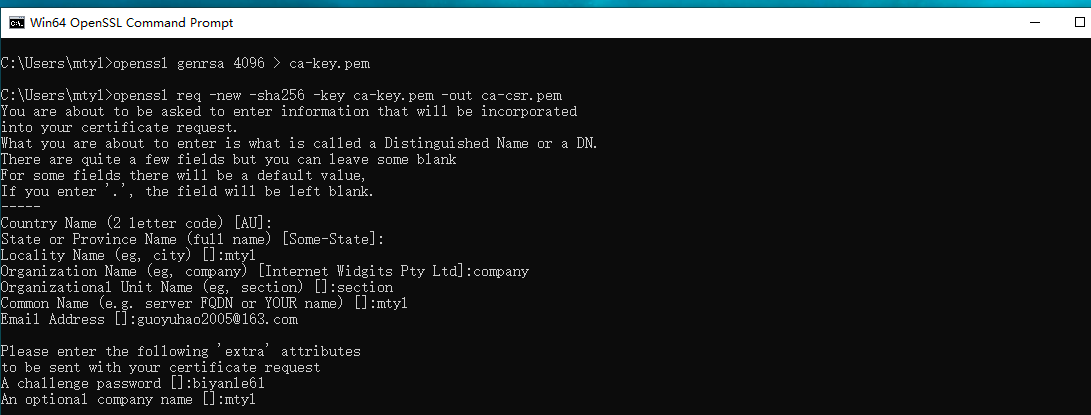 Win64 OpenSSL Command Prompt
C:\Users\mtyl>openssl genrsa 4096 > ca-key.pem
C:\Users\mtyl>openssl req -new -sha256 -key ca-key.pem -out ca-csr.pem
You are about to be asked to enter information that will be incorporated
into your certificate request.
What you are about to enter is what is called a Distinguished Name or a DN.
There are quite a few fields but you can leave some blank
For some fields there will be a default value,
If you enter '.', the field will be left blank.
-----
Country Name (2 letter code) [AU]:
State or Province Name (full name) [Some-State]:
Locality Name (eg, city) []:mtyl
Organization Name (eg, company) [Internet Widgits Pty Ltd]:company
Organizational Unit Name (eg, section) []:section
Common Name (e.g. server FQDN or YOUR name) []:mtyl
Email Address []:guoyuhao2005@163.com
Please enter the following 'extra' attributes
to be sent with your certificate request
A challenge password []:biyanle61
An optional company name []:mtyl